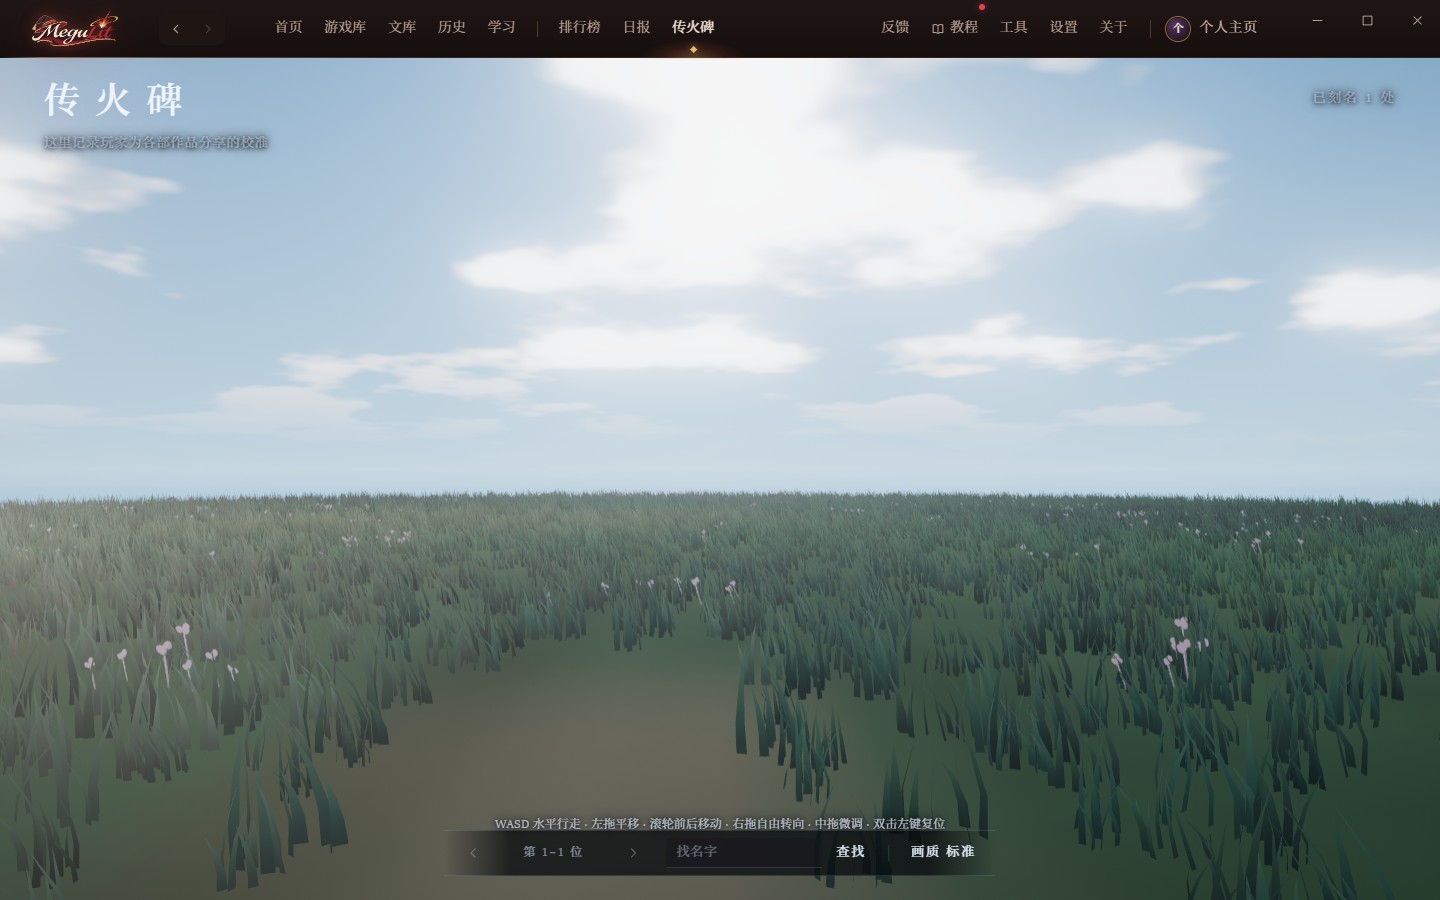 MeguLit
首页 游戏库 文库 历史 学习 排行榜 日报 传火碑 反馈 教程 工具 设置 关于 个 个人主页
传火碑
已刻名 1 处
这里记录玩家为各部作品分享的校准
WASD 水平行走 · 左拖平移 · 滚轮前后移动 · 右拖自由转向 · 中拖微调 · 双击左键复位
第 1–1 位 找名字 查找 画质 标准